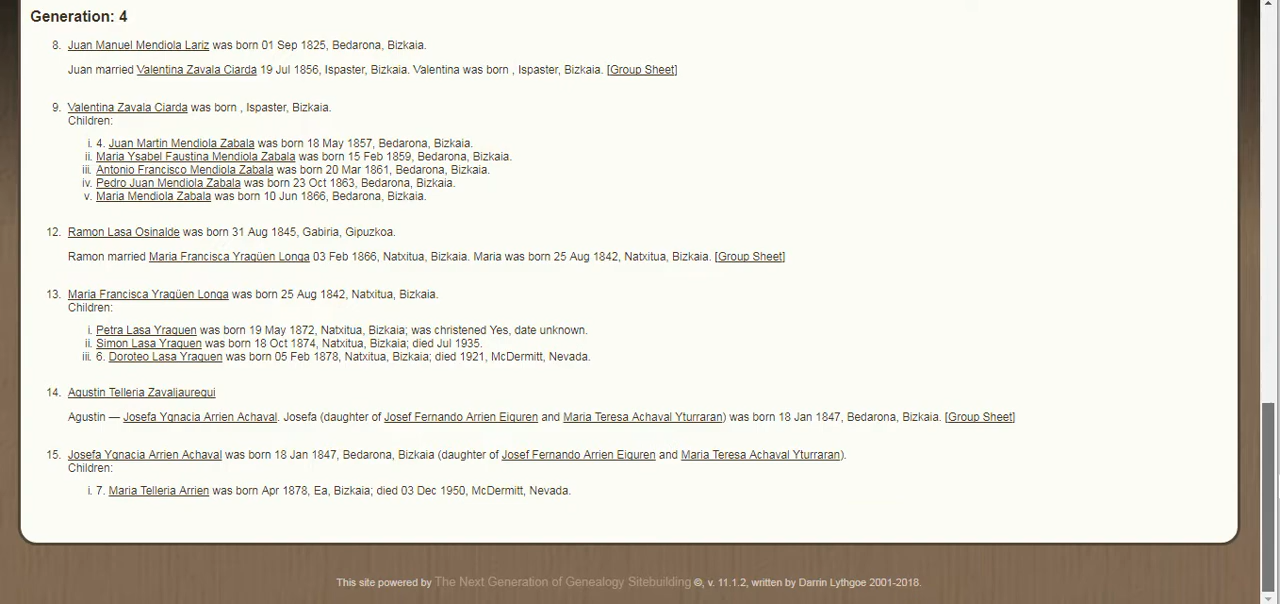 Generation: 4
8. Juan Manuel Mendiola Lariz was born 01 Sep 1825, Bedarona, Bizkaia.
Juan married Valentina Zavala Ciarda 19 Jul 1856, Ispaster, Bizkaia. Valentina was born , Ispaster, Bizkaia. [Group Sheet]
9. Valentina Zavala Ciarda was born , Ispaster, Bizkaia.
Children:
i. 4. Juan Martin Mendiola Zabala was born 18 May 1857, Bedarona, Bizkaia.
ii. Maria Ysabel Faustina Mendiola Zabala was born 15 Feb 1859, Bedarona, Bizkaia.
iii. Antonio Francisco Mendiola Zabala was born 20 Mar 1861, Bedarona, Bizkaia.
iv. Pedro Juan Mendiola Zabala was born 23 Oct 1863, Bedarona, Bizkaia.
v. Maria Mendiola Zabala was born 10 Jun 1866, Bedarona, Bizkaia.
12. Ramon Lasa Osinalde was born 31 Aug 1845, Gabiria, Gipuzkoa.
Ramon married Maria Francisca Yragüen Longa 03 Feb 1866, Natxitua, Bizkaia. Maria was born 25 Aug 1842, Natxitua, Bizkaia. [Group Sheet]
13. Maria Francisca Yragüen Longa was born 25 Aug 1842, Natxitua, Bizkaia.
Children:
i. Petra Lasa Yraguen was born 19 May 1872, Natxitua, Bizkaia; was christened Yes, date unknown.
ii. Simon Lasa Yraguen was born 18 Oct 1874, Natxitua, Bizkaia; died Jul 1935.
iii. 6. Doroteo Lasa Yraguen was born 05 Feb 1878, Natxitua, Bizkaia; died 1921, McDermitt, Nevada.
14. Agustin Telleria Zavaljauregui
Agustin — Josefa Ygnacia Arrien Achaval. Josefa (daughter of Josef Fernando Arrien Eiguren and Maria Teresa Achaval Yturraran) was born 18 Jan 1847, Bedarona, Bizkaia. [Group Sheet]
15. Josefa Ygnacia Arrien Achaval was born 18 Jan 1847, Bedarona, Bizkaia (daughter of Josef Fernando Arrien Eiguren and Maria Teresa Achaval Yturraran).
Children:
i. 7. Maria Telleria Arrien was born Apr 1878, Ea, Bizkaia; died 03 Dec 1950, McDermitt, Nevada.
This site powered by The Next Generation of Genealogy Sitebuilding ©, v. 11.1.2, written by Darrin Lythgoe 2001-2018.